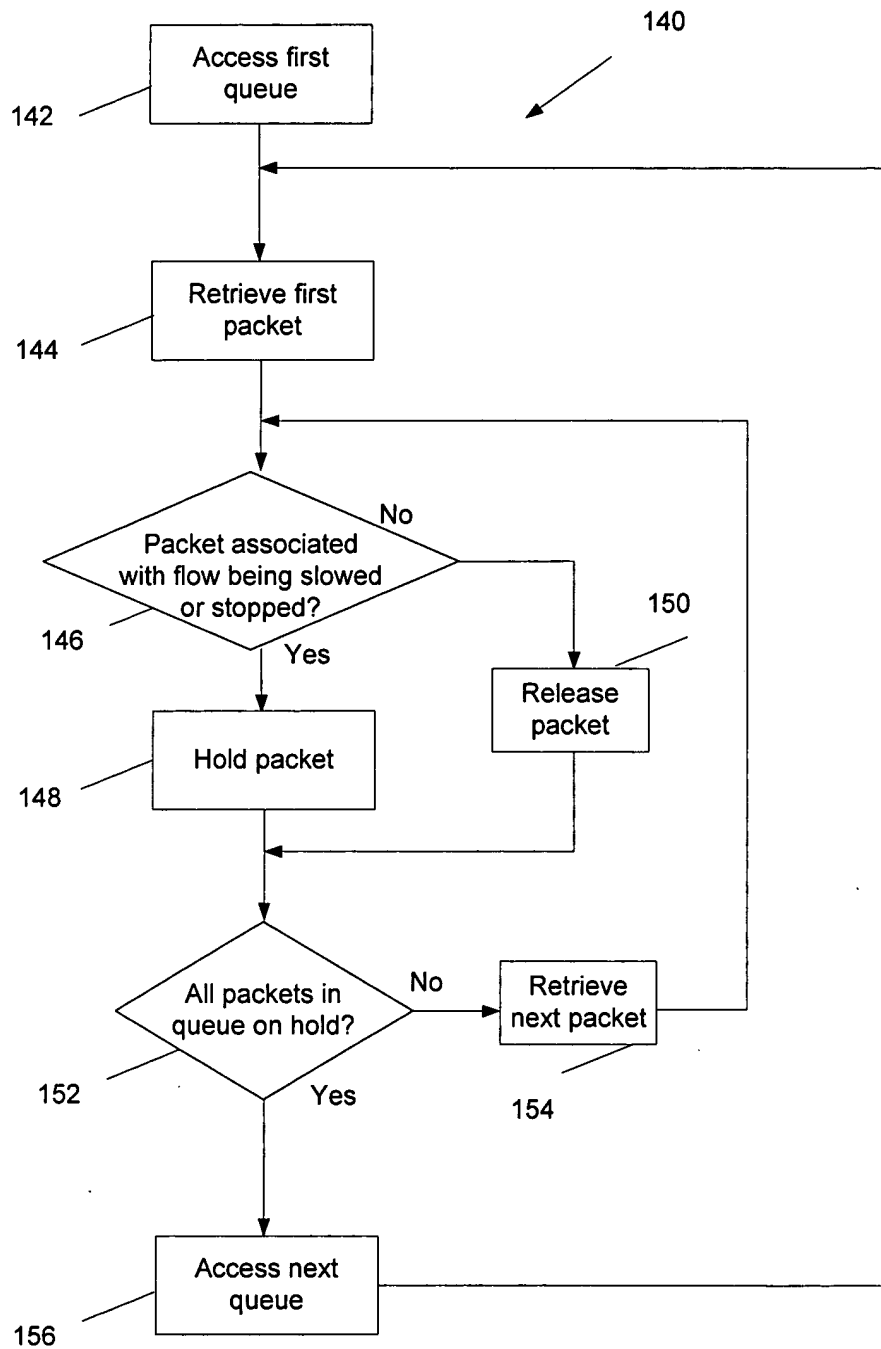 140
Access first
queue
142
Retrieve first
packet
144
No
Packet associated
with flow being slowed
or stopped?
146
Yes
150
Release
packet
Hold packet
148
All packets in
queue on hold?
No
Retrieve
next packet
152
Yes
154
Access next
queue
156